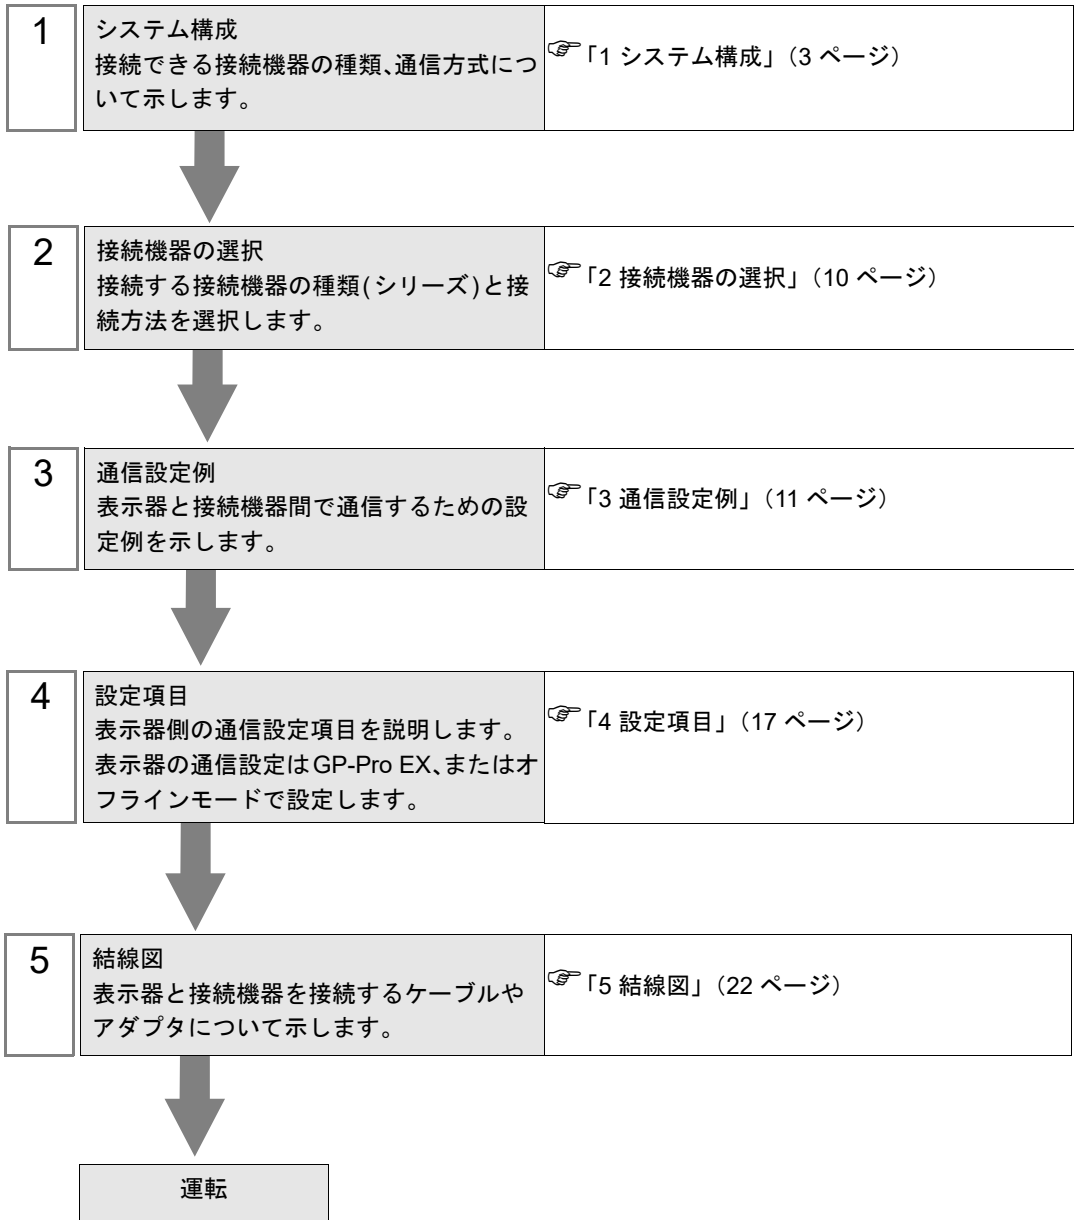 1
システム構成
接続できる接続機器の種類、通信方式につ
いて示します。
☞「1 システム構成」（3 ページ）
2
接続機器の選択
接続する接続機器の種類(シリーズ)と接
続方法を選択します。
☞「2 接続機器の選択」（10 ページ）
3
通信設定例
表示器と接続機器間で通信するための設
定例を示します。
☞「3 通信設定例」（11 ページ）
4
設定項目
表示器側の通信設定項目を説明します。
表示器の通信設定はGP-Pro EX、またはオ
フラインモードで設定します。
☞「4 設定項目」（17 ページ）
5
結線図
表示器と接続機器を接続するケーブルや
アダプタについて示します。
☞「5 結線図」（22 ページ）
運転